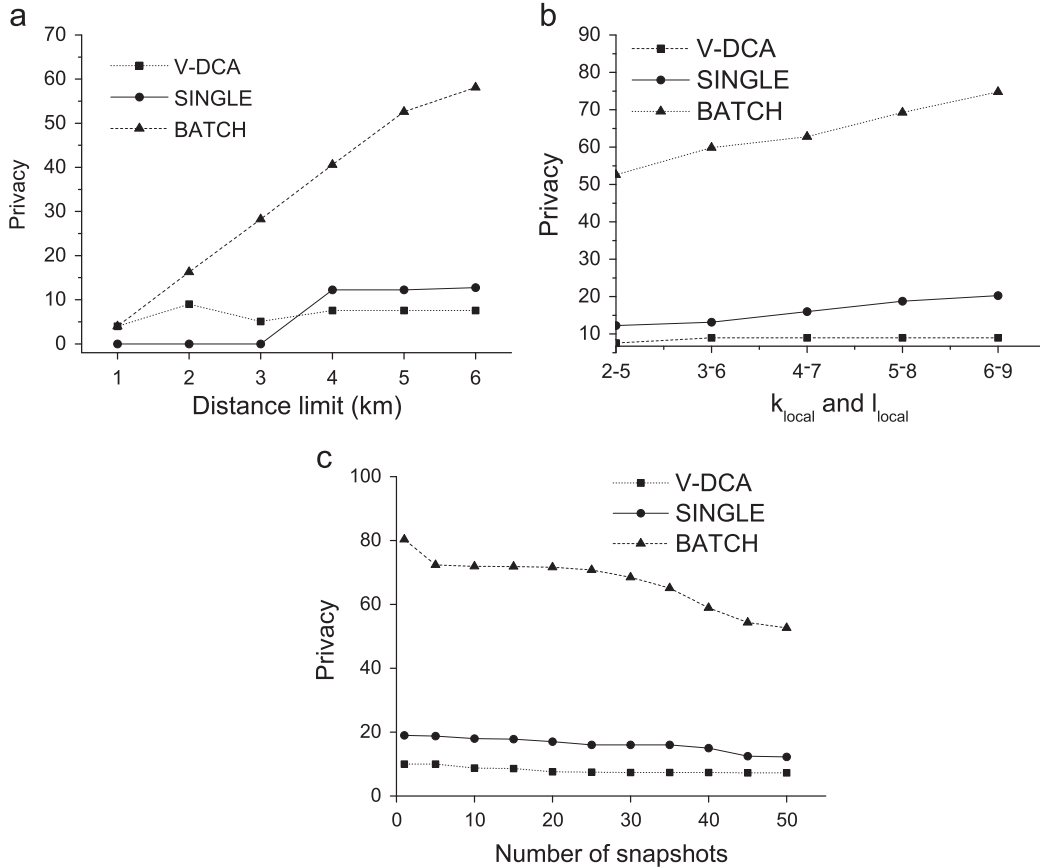 a
V-DCA
SINGLE
BATCH
Privacy
70
60
50
40
30
20
10
0
1 2 3 4 5 6
Distance limit (km)
b
V-DCA
SINGLE
BATCH
Privacy
90
80
70
60
50
40
30
20
10
2-5 3-6 4-7 5-8 6-9
k_local and l_local
c
V-DCA
SINGLE
BATCH
Privacy
100
80
60
40
20
0
0 10 20 30 40 50
Number of snapshots